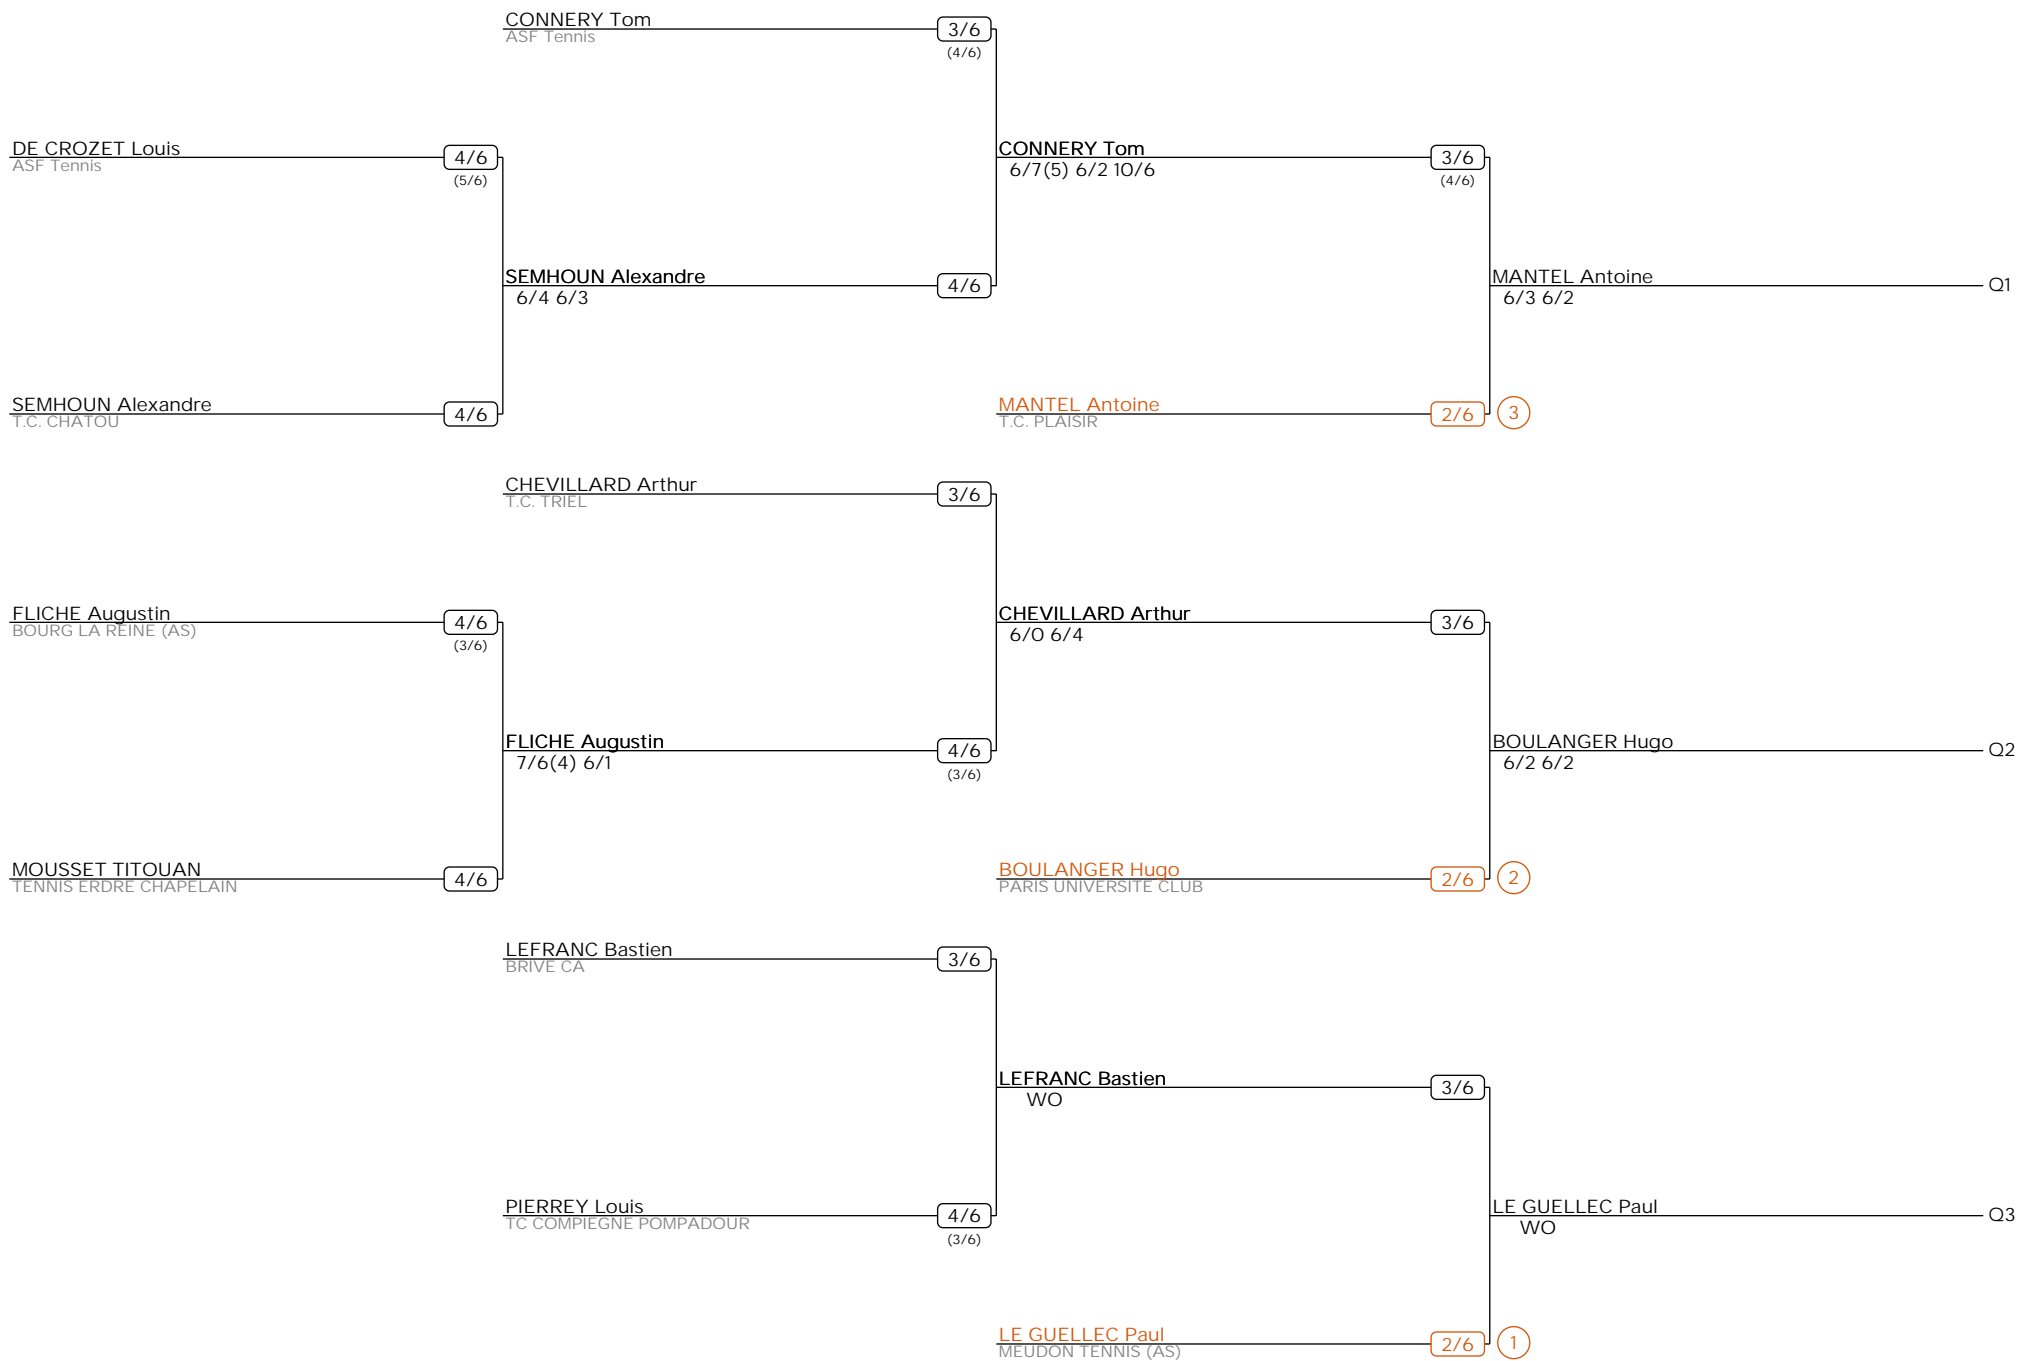 CONNERY Tom
ASF Tennis
3/6
(4/6)
DE CROZET Louis
ASF Tennis
4/6
(5/6)
CONNERY Tom
6/7(5) 6/2 10/6
3/6
(4/6)
SEMHOUN Alexandre
6/4 6/3
4/6
MANTEL Antoine
6/3 6/2
Q1
SEMHOUN Alexandre
T.C. CHATOU
4/6
MANTEL Antoine
T.C. PLAISIR
2/6
3
CHEVILLARD Arthur
T.C. TRIEL
3/6
FLICHE Augustin
BOURG LA REINE (AS)
4/6
(3/6)
CHEVILLARD Arthur
6/0 6/4
3/6
FLICHE Augustin
7/6(4) 6/1
4/6
(3/6)
BOULANGER Hugo
6/2 6/2
Q2
MOUSSET TITOUAN
TENNIS ERDRE CHAPELAIN
4/6
BOULANGER Hugo
PARIS UNIVERSITE CLUB
2/6
2
LEFRANC Bastien
BRIVE CA
3/6
LEFRANC Bastien
WO
3/6
PIERREY Louis
TC COMPIEGNE POMPADOUR
4/6
(3/6)
LE GUELLEC Paul
WO
Q3
LE GUELLEC Paul
MEUDON TENNIS (AS)
2/6
1